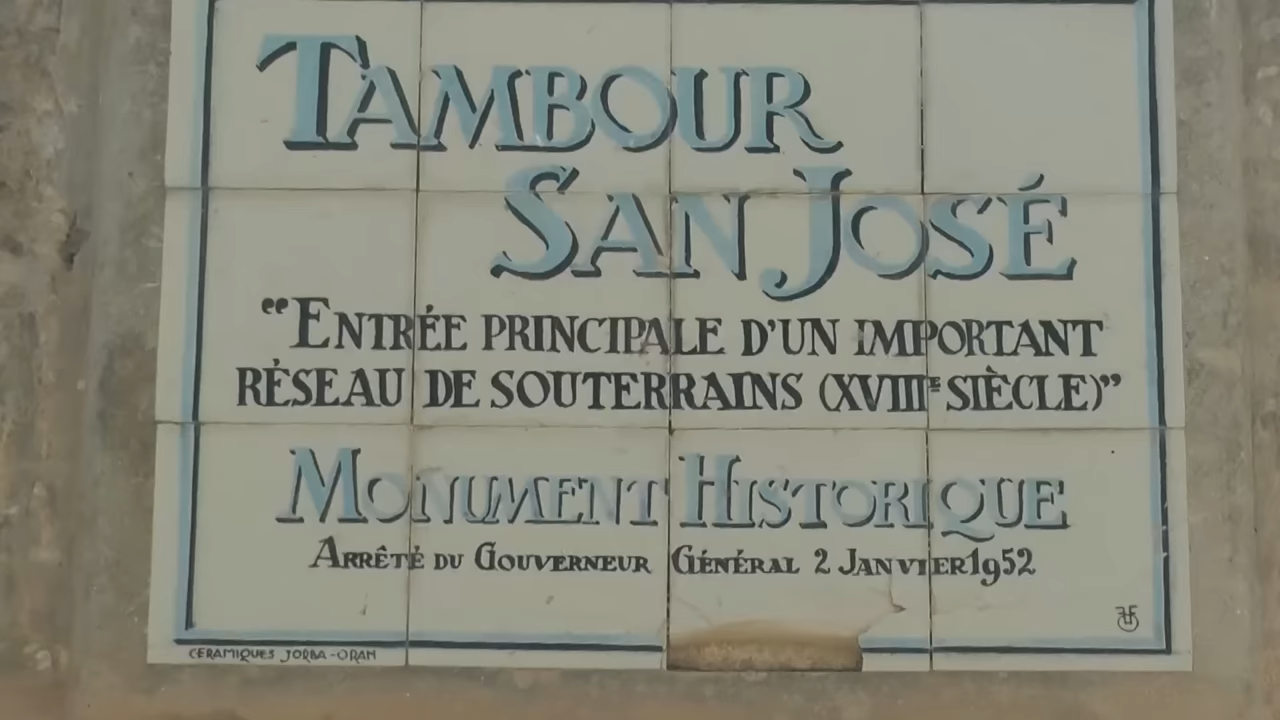 TAMBOUR
SAN JOSÉ
“ENTRÉE PRINCIPALE D'UN IMPORTANT
RÉSEAU DE SOUTERRAINS (XVIIIE SIÈCLE)”
MONUMENT HISTORIQUE
ARRÊTÉ DU GOUVERNEUR GÉNÉRAL 2 JANVIER 1952
CERAMIQUES JORBA-ORAN